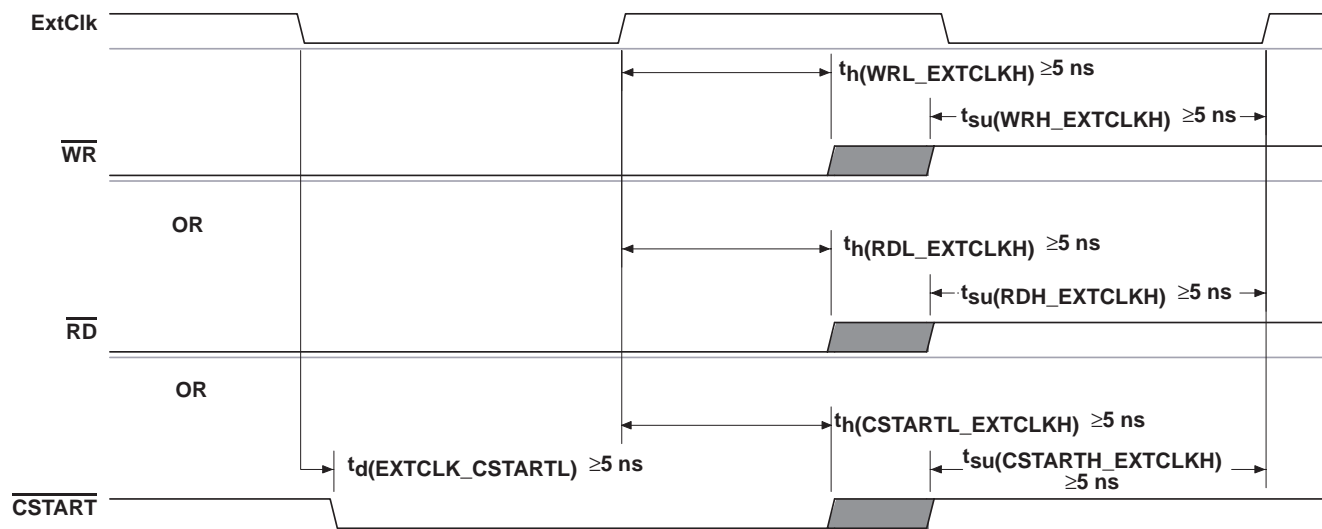 ExtClk
th(WRL_EXTCLKH) ≥5 ns
tsu(WRH_EXTCLKH) ≥5 ns
WR
OR
th(RDL_EXTCLKH) ≥5 ns
tsu(RDH_EXTCLKH) ≥5 ns
RD
OR
th(CSTARTL_EXTCLKH) ≥5 ns
td(EXTCLK_CSTARTL) ≥5 ns
tsu(CSTARTH_EXTCLKH)
≥5 ns
CSTART